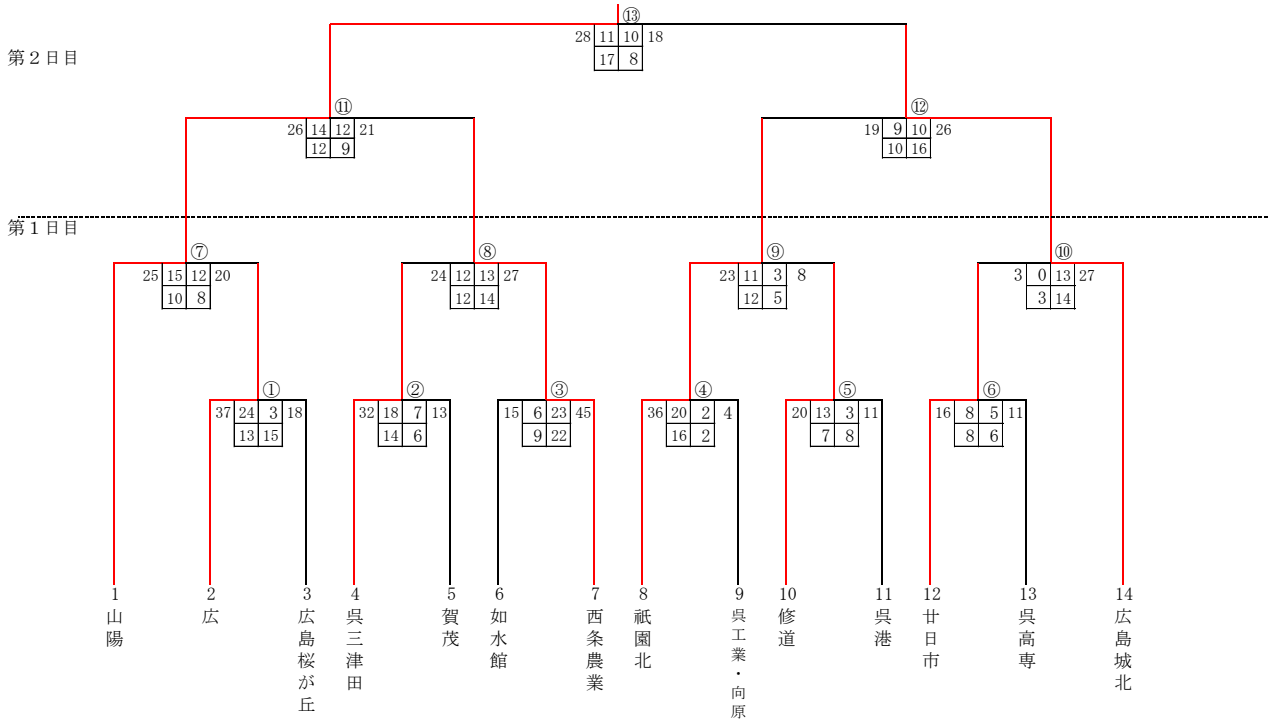 ⑬
28 11 10 18
17 8
第2日目
⑪ ⑫
26 14 12 21 19 9 10 26
12 9 10 16
第1日目
⑦ ⑧ ⑨ ⑩
25 15 12 20 24 12 13 27 23 11 3 8 3 0 13 27
10 8 12 14 12 5 3 14
① ② ③ ④ ⑤ ⑥
37 24 3 18 32 18 7 13 15 6 23 45 36 20 2 4 20 13 3 11 16 8 5 11
13 15 14 6 9 22 16 2 7 8 8 6
1 2 3 4 5 6 7 8 9 10 11 12 13 14
山陽
広
広島桜が丘
呉三津田
賀茂
如水館
西条農業
祇園北
呉工業・向原
修道
呉港
廿日市
呉高専
広島城北